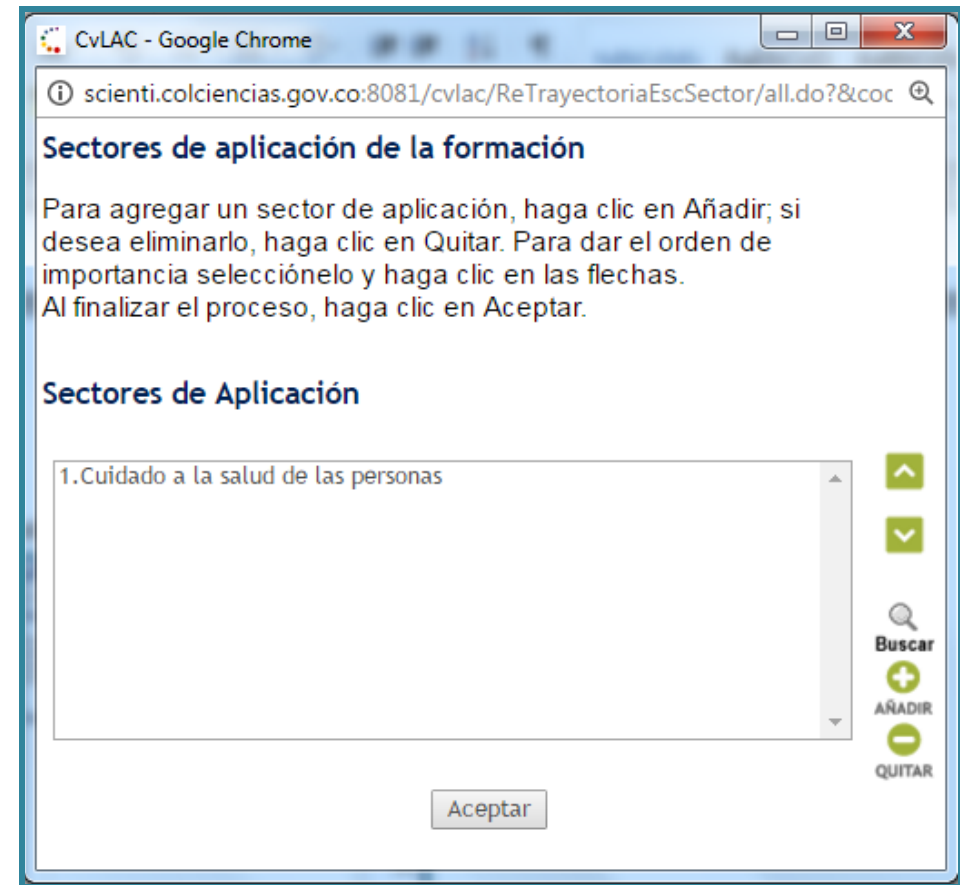 CvLAC - Google Chrome
scienti.colciencias.gov.co:8081/cvlac/ReTrayectoriaEscSector/all.do?&coc
Sectores de aplicación de la formación
Para agregar un sector de aplicación, haga clic en Añadir; si
desea eliminarlo, haga clic en Quitar. Para dar el orden de
importancia selecciónelo y haga clic en las flechas.
Al finalizar el proceso, haga clic en Aceptar.
Sectores de Aplicación
1.Cuidado a la salud de las personas
Buscar
AÑADIR
QUITAR
Aceptar